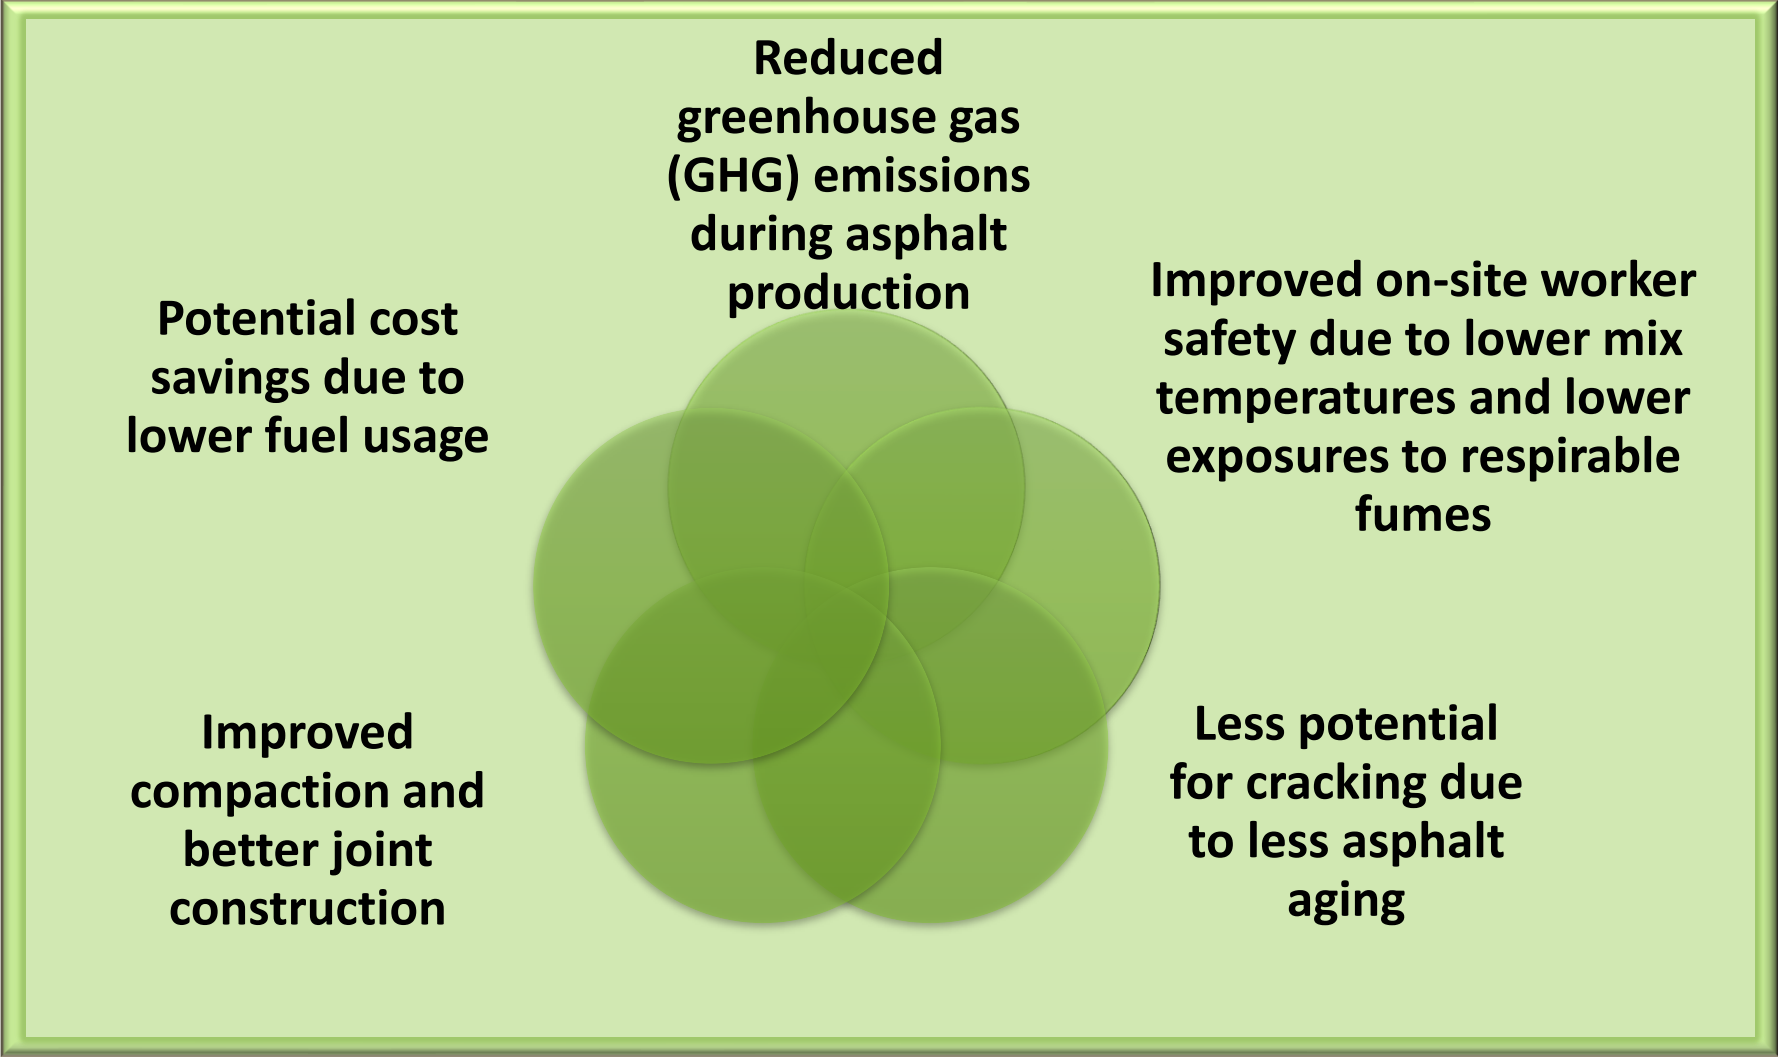 Reduced
greenhouse gas
(GHG) emissions
during asphalt
production
Improved on-site worker
safety due to lower mix
temperatures and lower
exposures to respirable
fumes
Less potential
for cracking due
to less asphalt
aging
Improved
compaction and
better joint
construction
Potential cost
savings due to
lower fuel usage